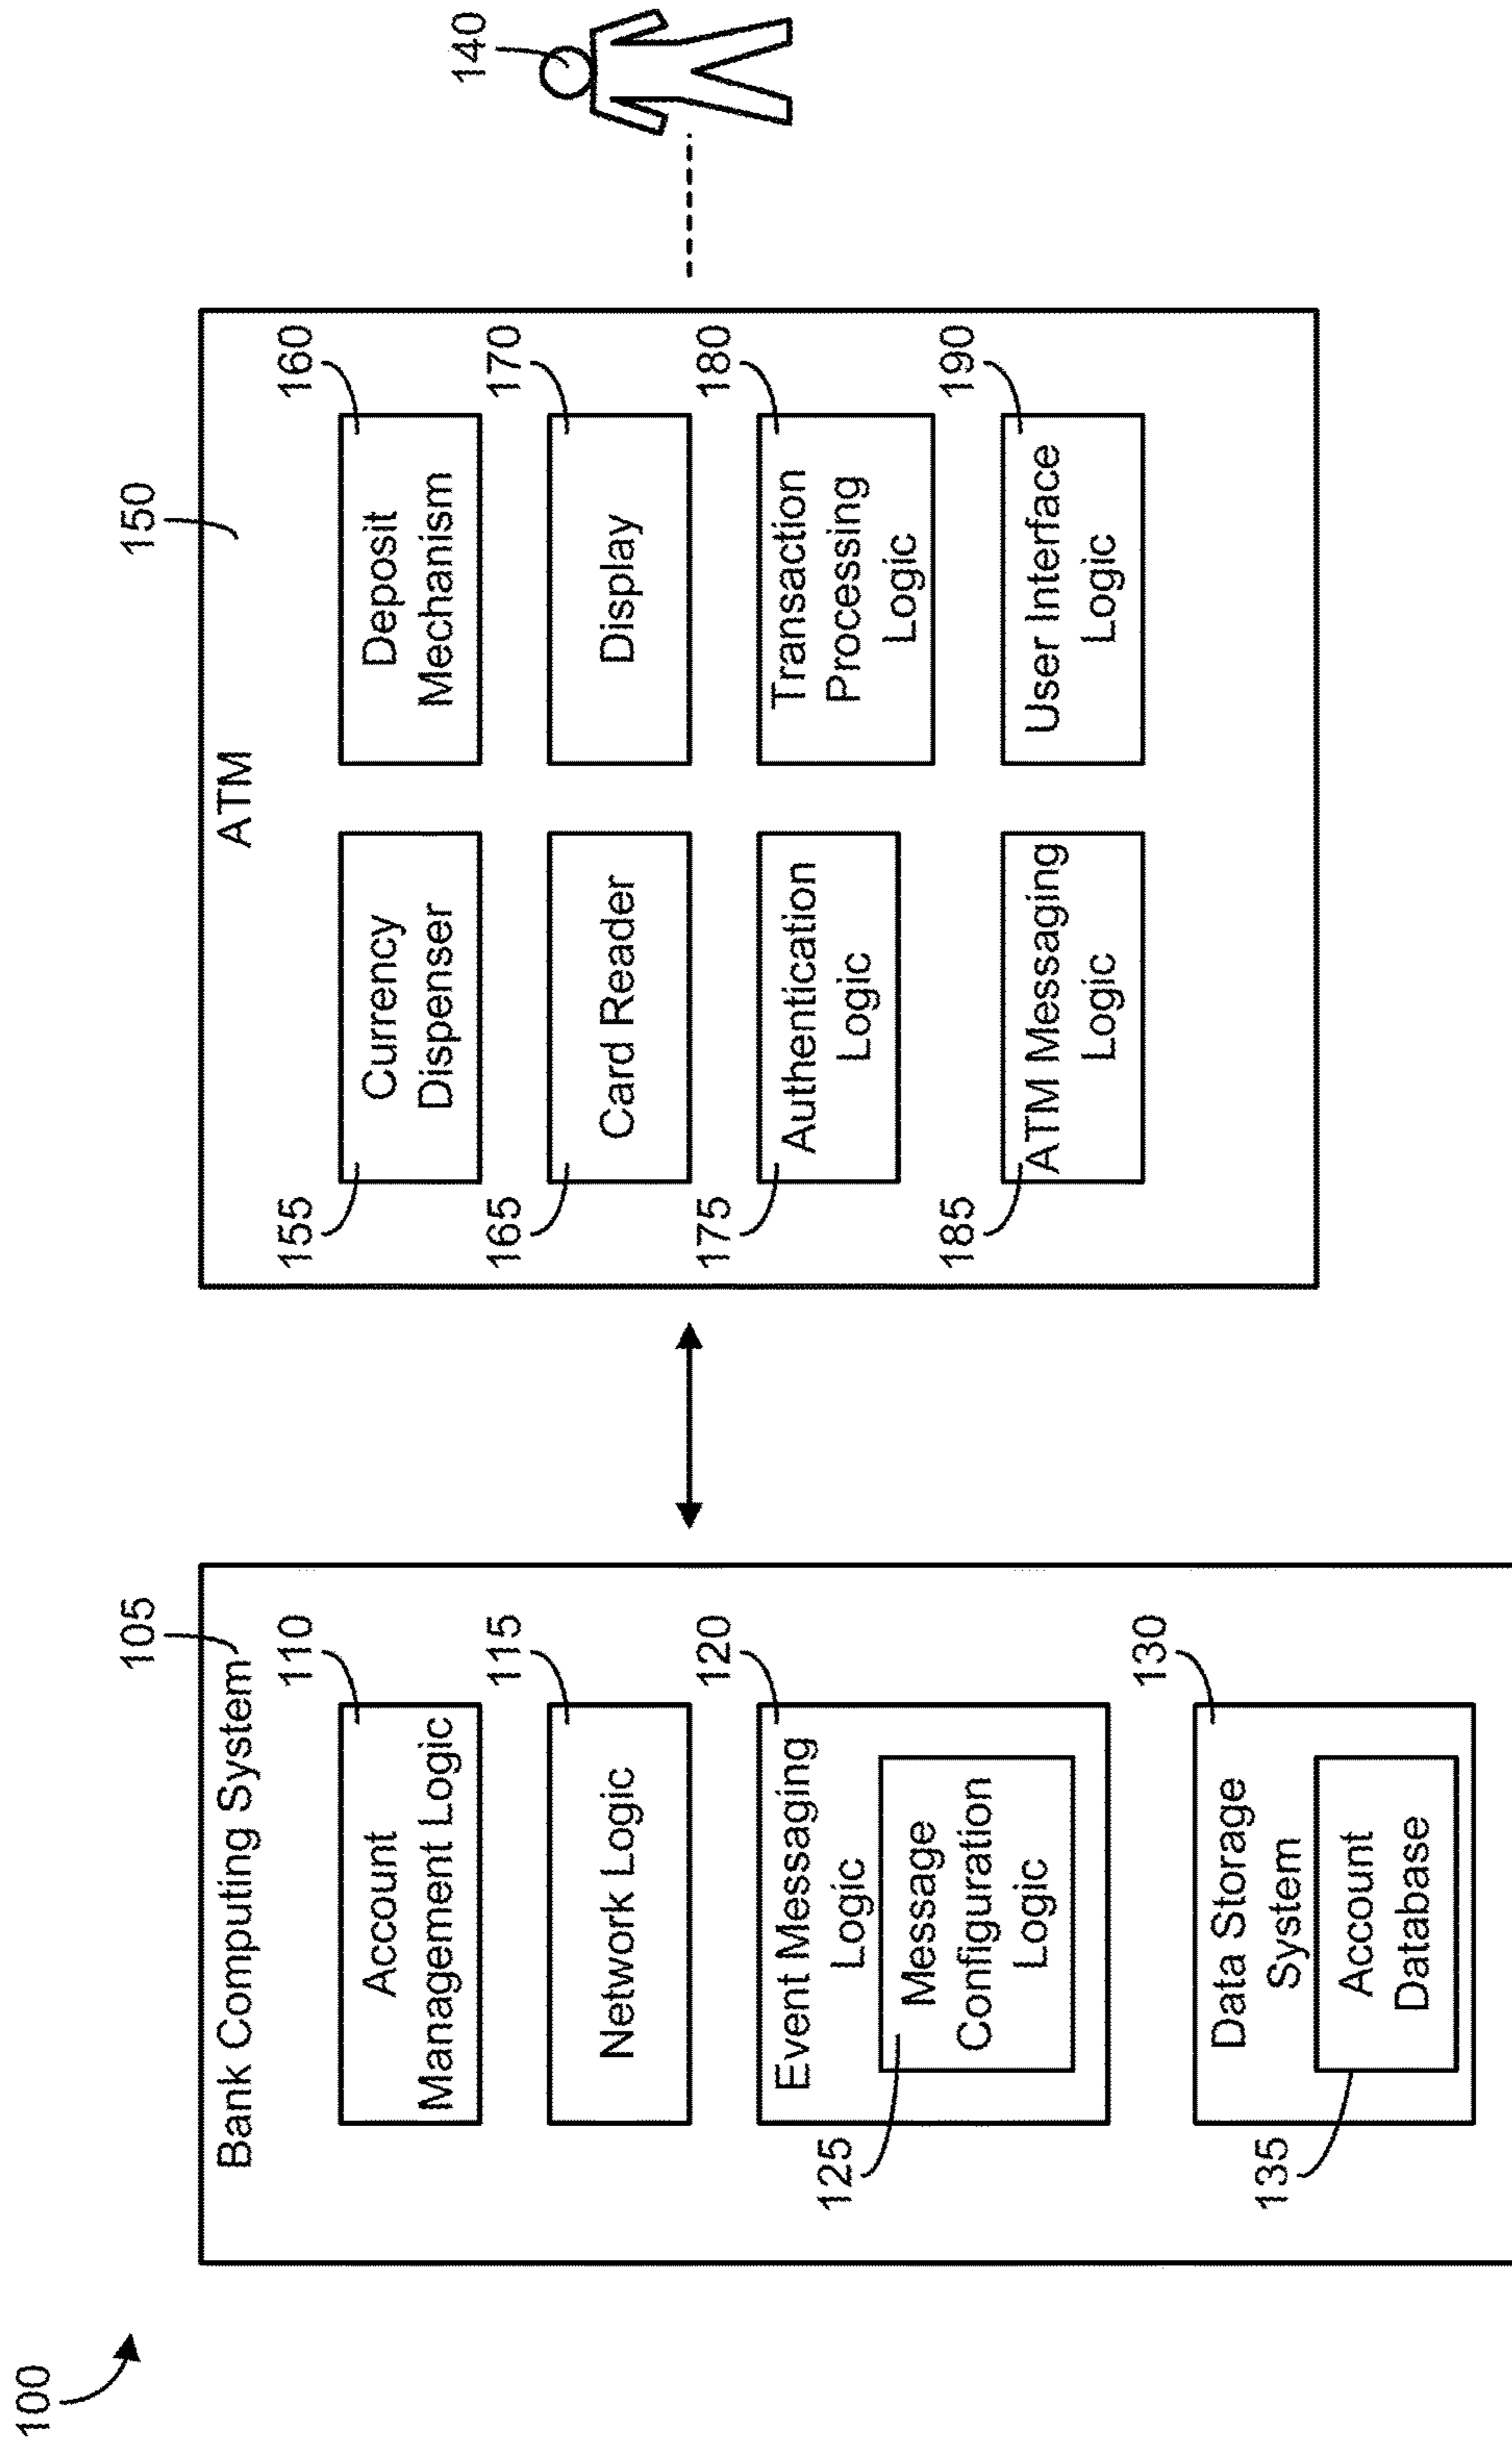 100
Bank Computing System
105
Account
Management Logic
110
Network Logic
115
Event Messaging
Logic
120
Message
Configuration
Logic
125
Data Storage
System
130
Account
Database
135
ATM
150
Currency
Dispenser
155
Deposit
Mechanism
160
Card Reader
165
Display
170
Authentication
Logic
175
Transaction
Processing
Logic
180
ATM Messaging
Logic
185
User Interface
Logic
190
140